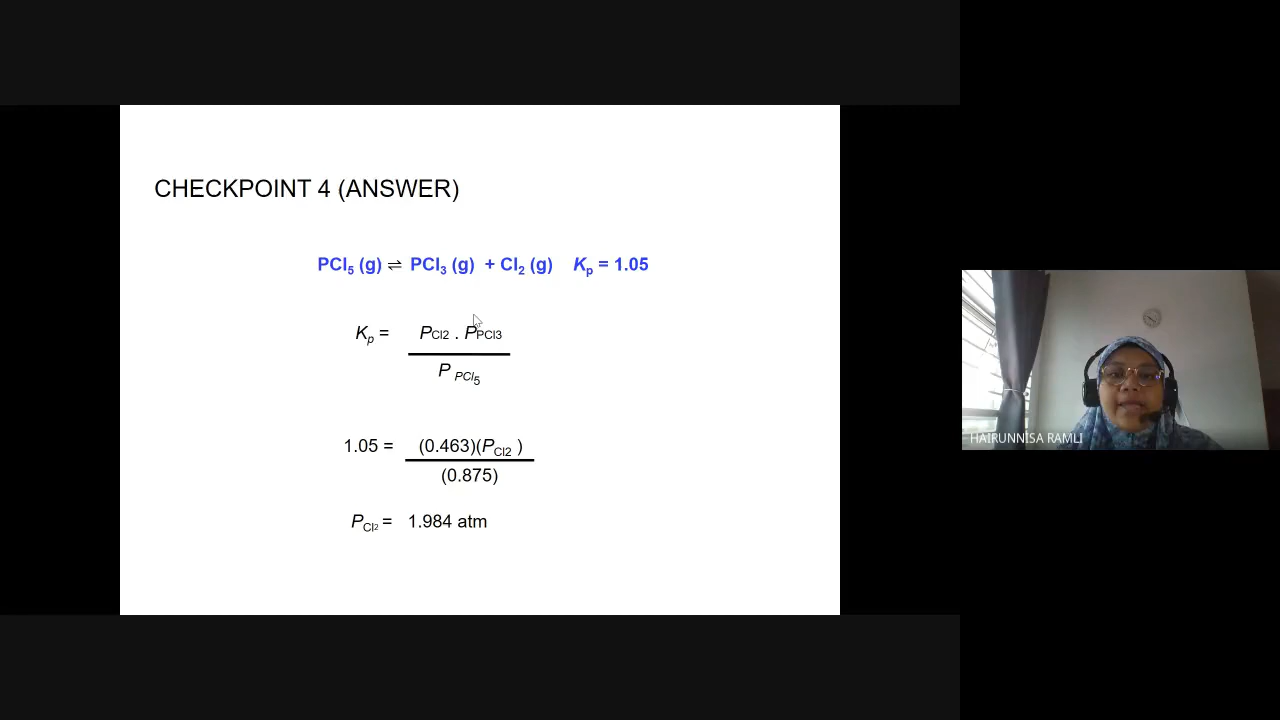 CHECKPOINT 4 (ANSWER)
PCl5 (g) ⇌ PCl3 (g) + Cl2 (g) Kp = 1.05
Kp = PCl2 . PPCl3
P PCl5
1.05 = (0.463)(PCl2 )
(0.875)
PCl2 = 1.984 atm
HAIRUNNISA RAMLI